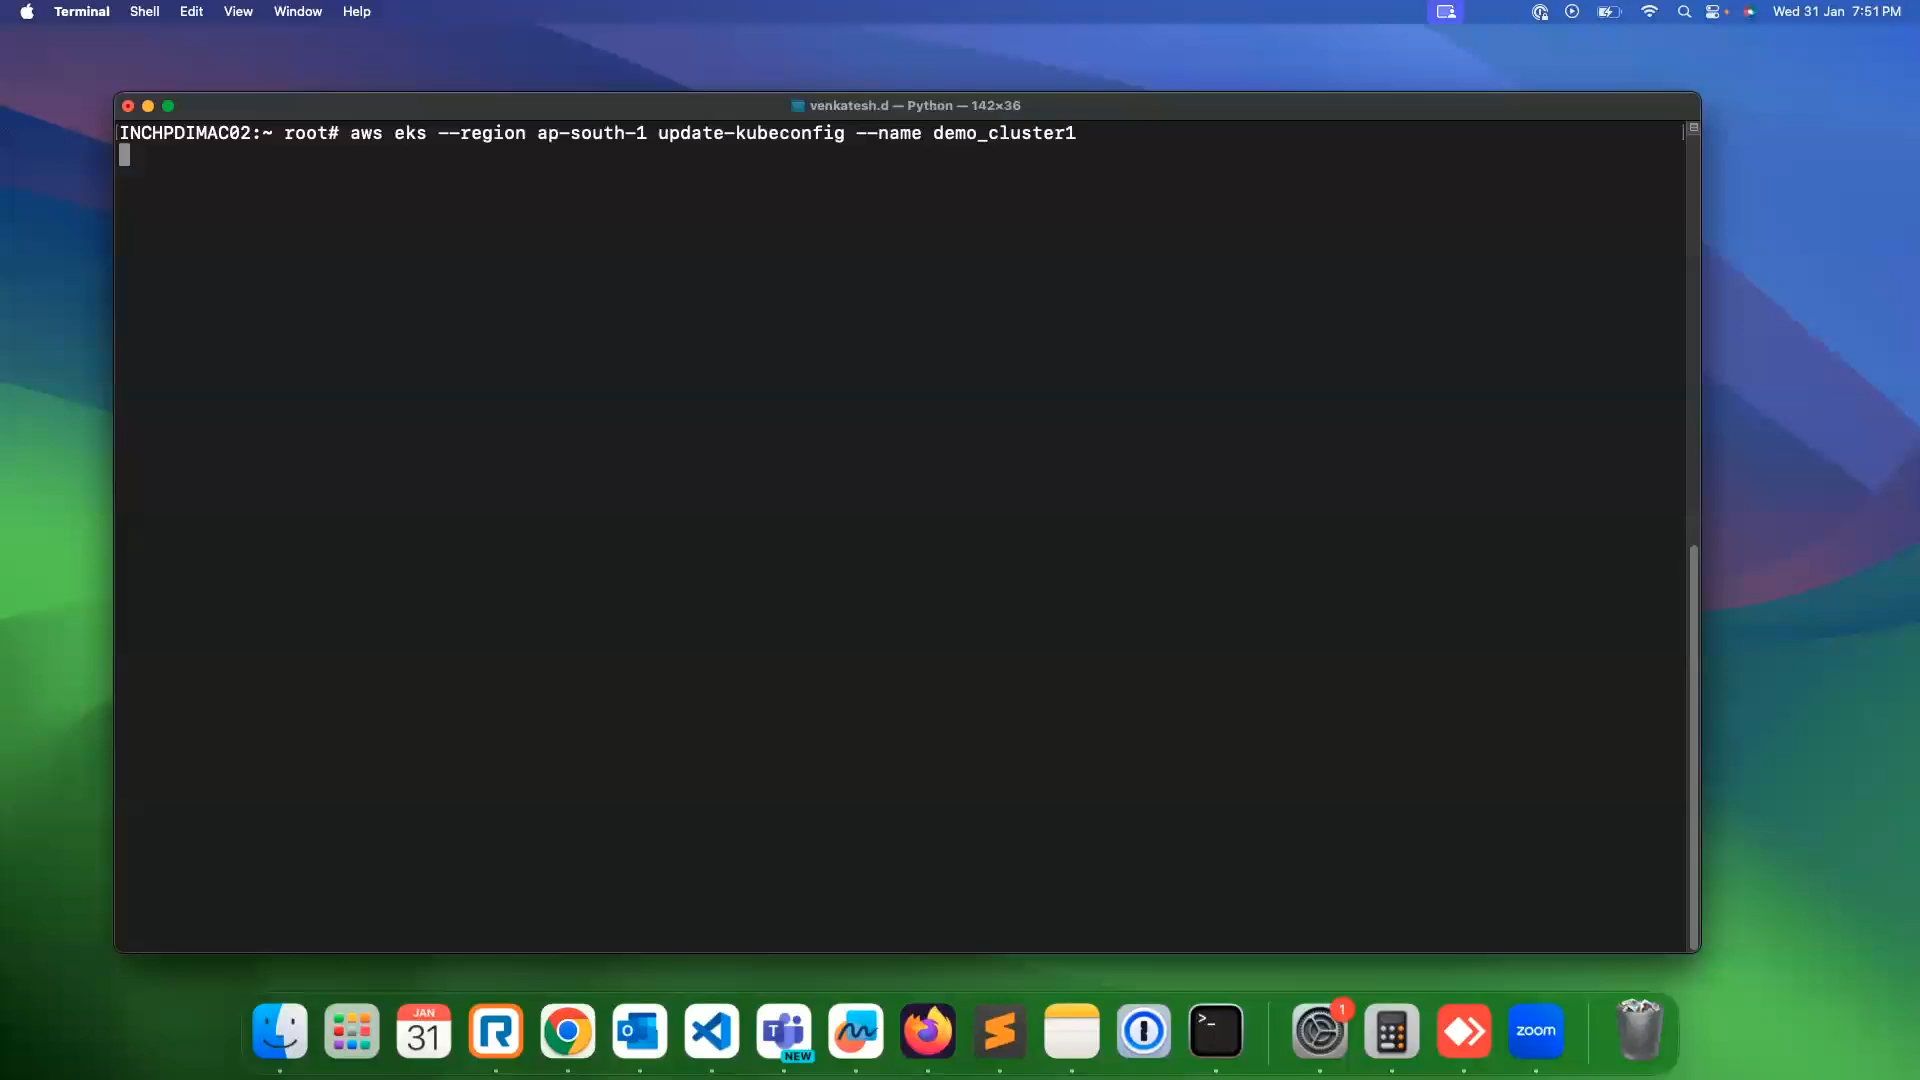 Terminal Shell Edit View Window Help Wed 31 Jan 7:51 PM
venkatesh.d — Python — 142×36
INCHPDIMAC02:~ root# aws eks --region ap-south-1 update-kubeconfig --name demo_cluster1
JAN
31
NEW
1
zoom